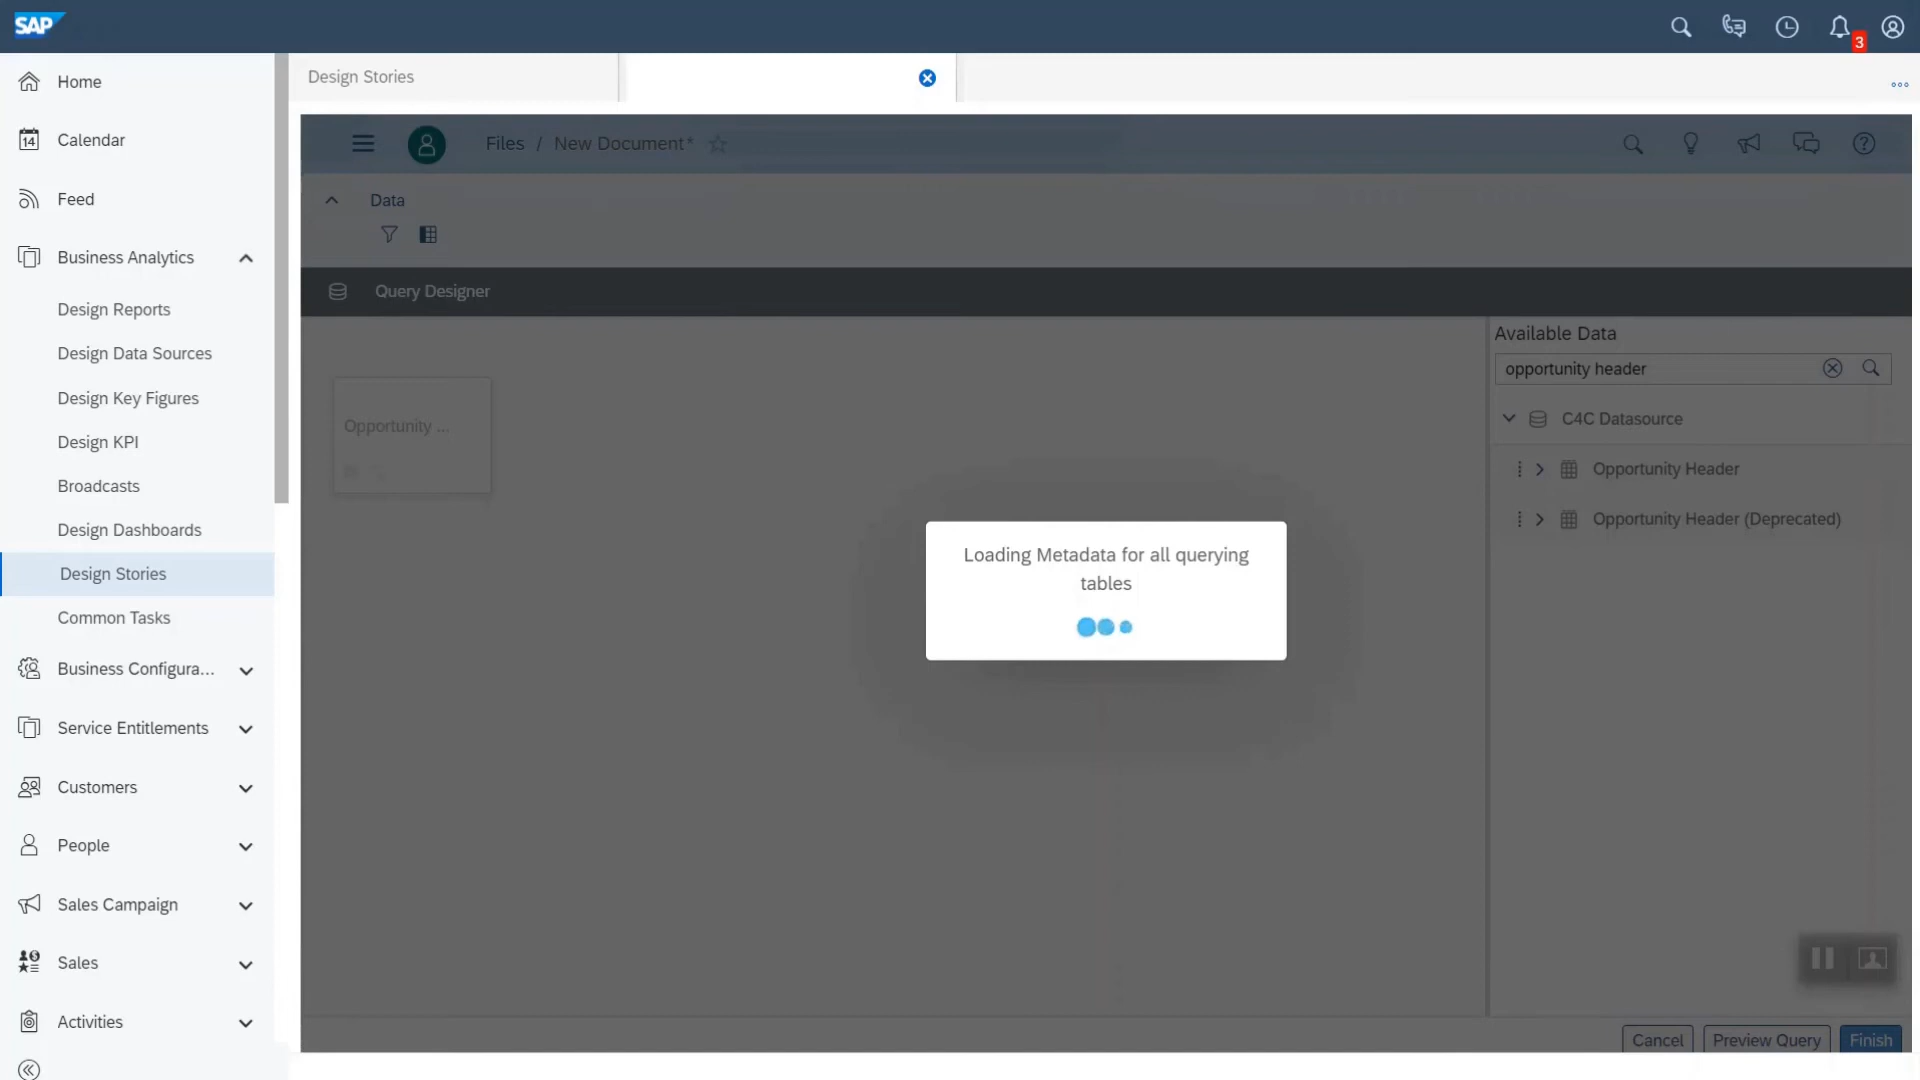 SAP
3
Home
Design Stories
14
Calendar
Files / New Document*
Feed
Data
Business Analytics
Query Designer
Design Reports
Available Data
Design Data Sources
opportunity header
Design Key Figures
C4C Datasource
Opportunity ...
Design KPI
Opportunity Header
Broadcasts
Opportunity Header (Deprecated)
Design Dashboards
Loading Metadata for all querying
tables
Design Stories
Common Tasks
Business Configura...
Service Entitlements
Customers
People
Sales Campaign
Sales
Activities
Cancel
Preview Query
Finish